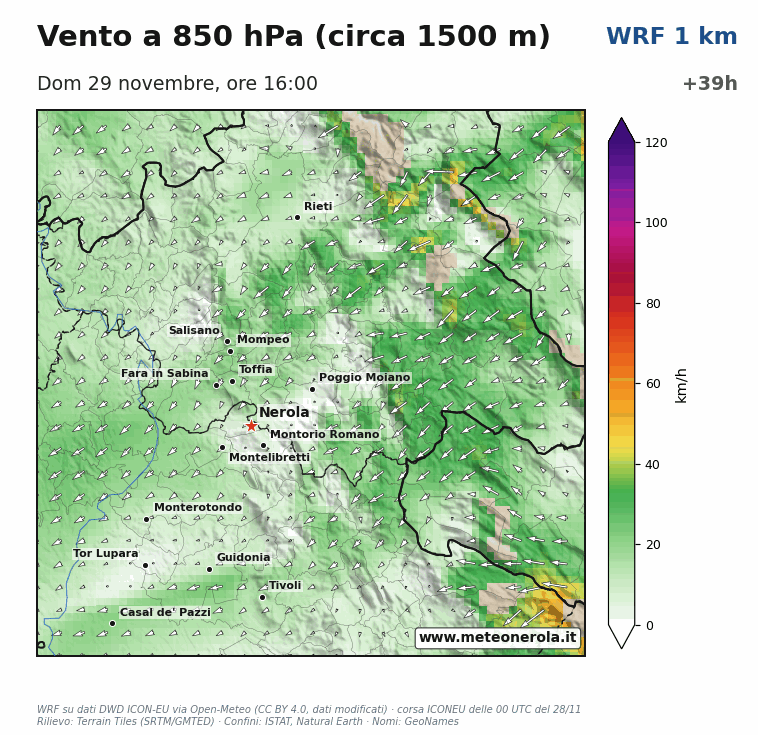 Vento a 850 hPa (circa 1500 m)
WRF 1 km
Dom 29 novembre, ore 16:00
+39h
Rieti
Salisano
Mompeo
Toffia
Fara in Sabina
Poggio Moiano
Nerola
Montorio Romano
Montelibretti
Monterotondo
Tor Lupara
Guidonia
Tivoli
Casal de' Pazzi
www.meteonerola.it
120
100
80
60
40
20
0
km/h
WRF su dati DWD ICON-EU via Open-Meteo (CC BY 4.0, dati modificati) · corsa ICONEU delle 00 UTC del 28/11
Rilievo: Terrain Tiles (SRTM/GMTED) · Confini: ISTAT, Natural Earth · Nomi: GeoNames